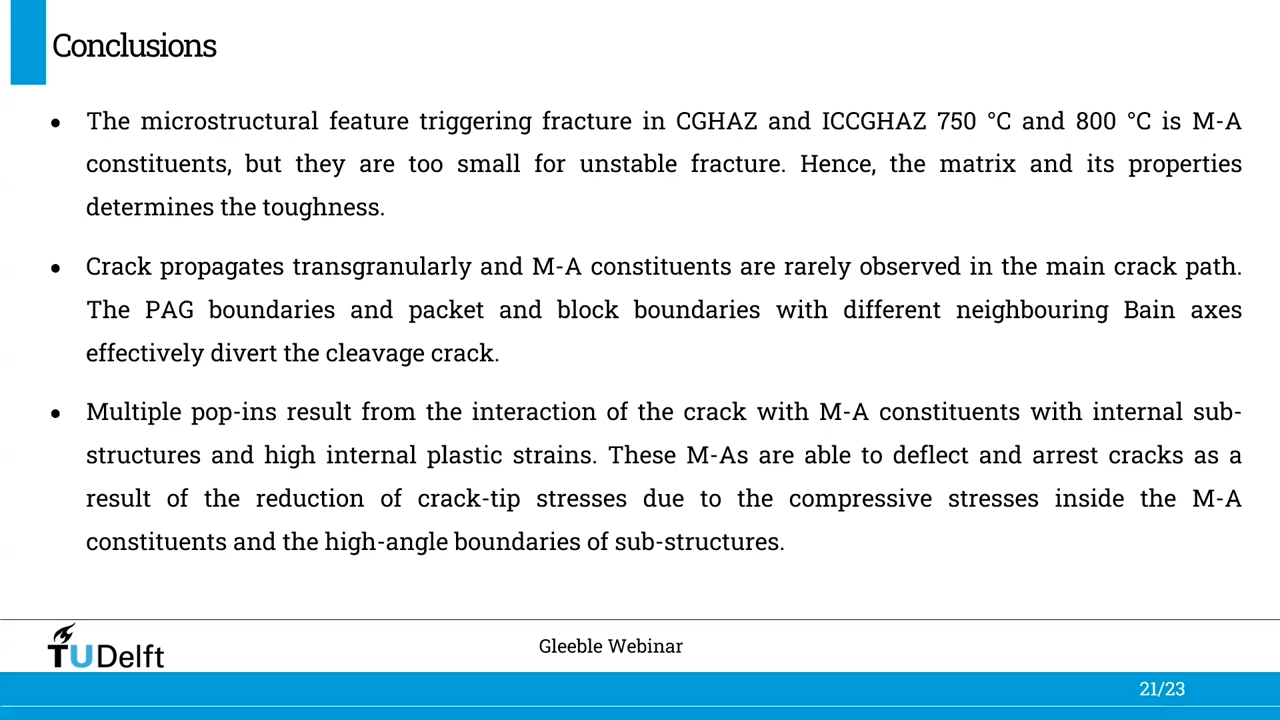 Conclusions
• The microstructural feature triggering fracture in CGHAZ and ICCGHAZ 750 °C and 800 °C is M-A
constituents, but they are too small for unstable fracture. Hence, the matrix and its properties
determines the toughness.
• Crack propagates transgranularly and M-A constituents are rarely observed in the main crack path.
The PAG boundaries and packet and block boundaries with different neighbouring Bain axes
effectively divert the cleavage crack.
• Multiple pop-ins result from the interaction of the crack with M-A constituents with internal sub-
structures and high internal plastic strains. These M-As are able to deflect and arrest cracks as a
result of the reduction of crack-tip stresses due to the compressive stresses inside the M-A
constituents and the high-angle boundaries of sub-structures.
TUDelft
Gleeble Webinar
21/23